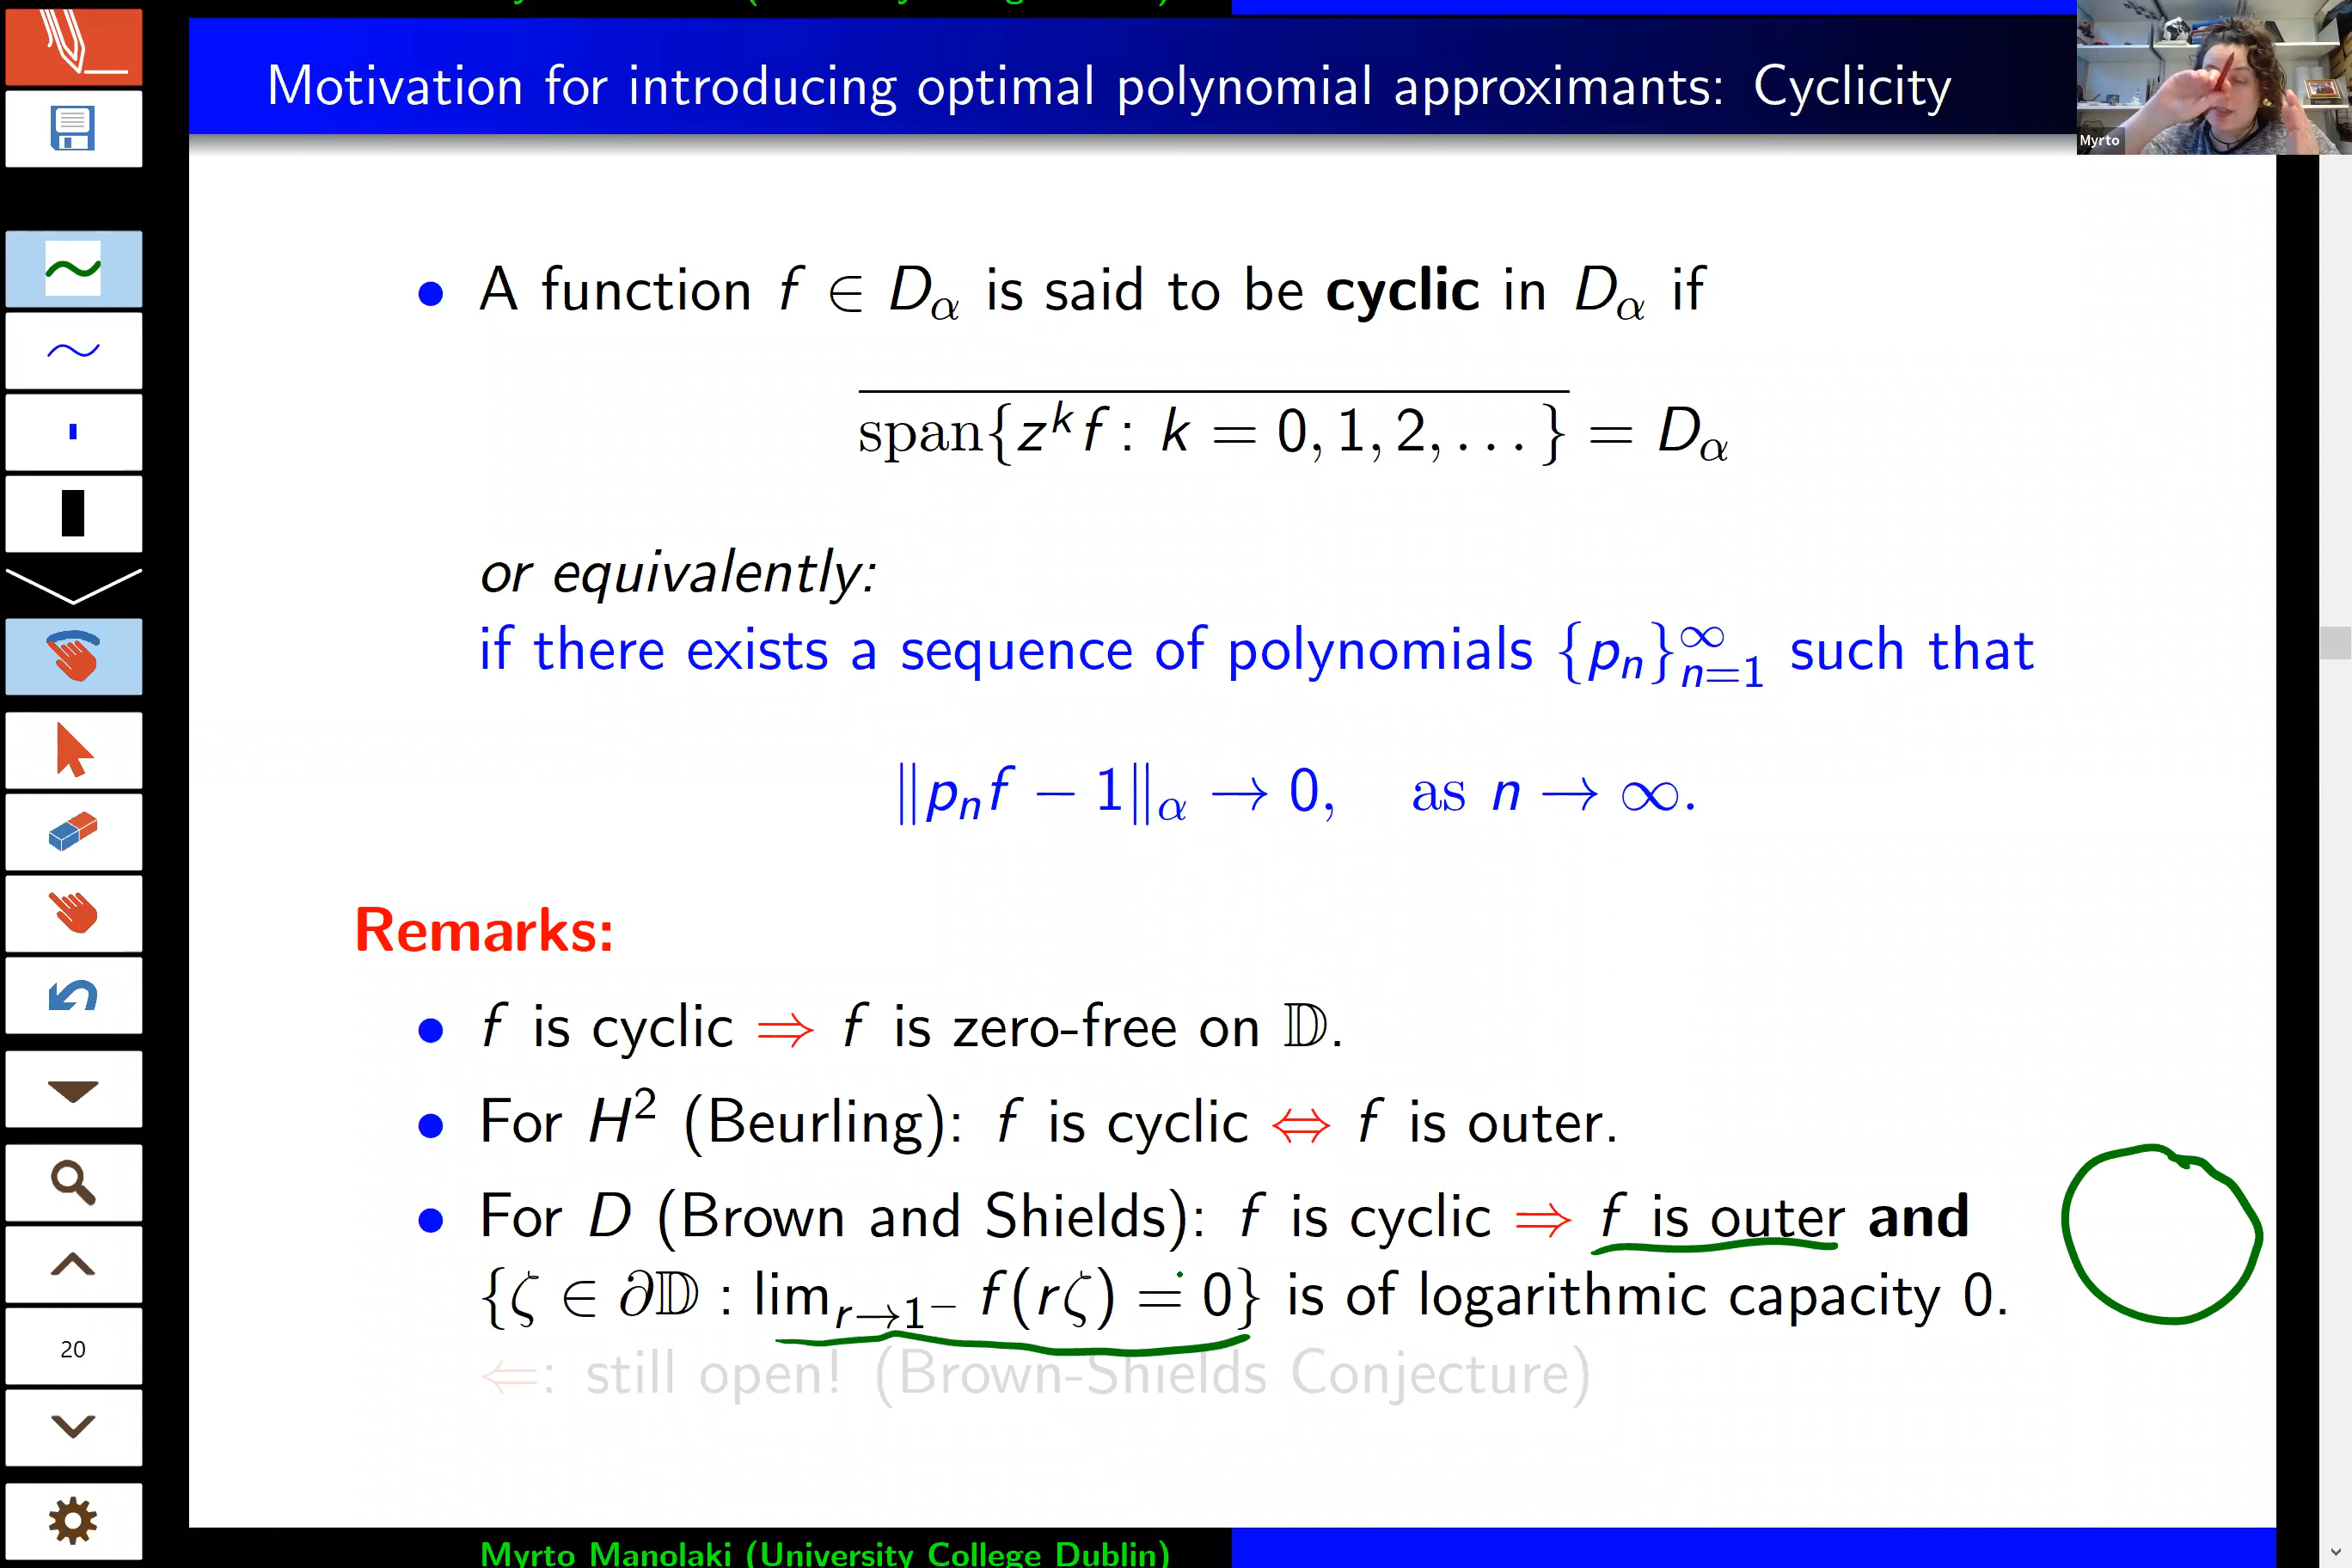 Motivation for introducing optimal polynomial approximants: Cyclicity
Myrto
• A function f ∈ D_α is said to be cyclic in D_α if
\overline{span{z^k f : k = 0, 1, 2, . . . }} = D_α
or equivalently:
if there exists a sequence of polynomials {p_n}_{n=1}^∞ such that
‖p_n f − 1‖_α → 0, as n → ∞.
Remarks:
• f is cyclic ⇒ f is zero-free on 𝔻.
• For H² (Beurling): f is cyclic ⇔ f is outer.
• For D (Brown and Shields): f is cyclic ⇒ f is outer and
{ζ ∈ ∂𝔻 : lim_{r→1⁻} f(rζ) = 0} is of logarithmic capacity 0.
⇐: still open! (Brown-Shields Conjecture)
20
Myrto Manolaki (University College Dublin)